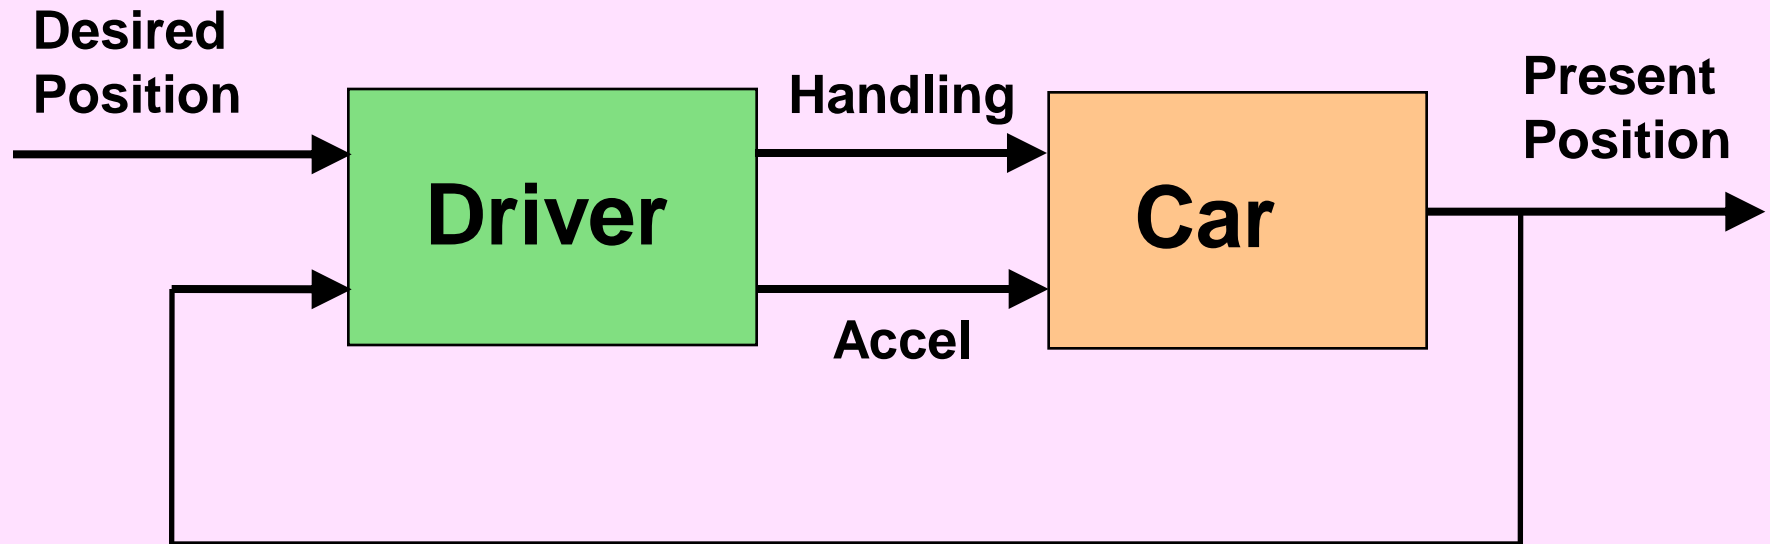 Desired
Position
Handling
Present
Position
Driver
Car
Accel